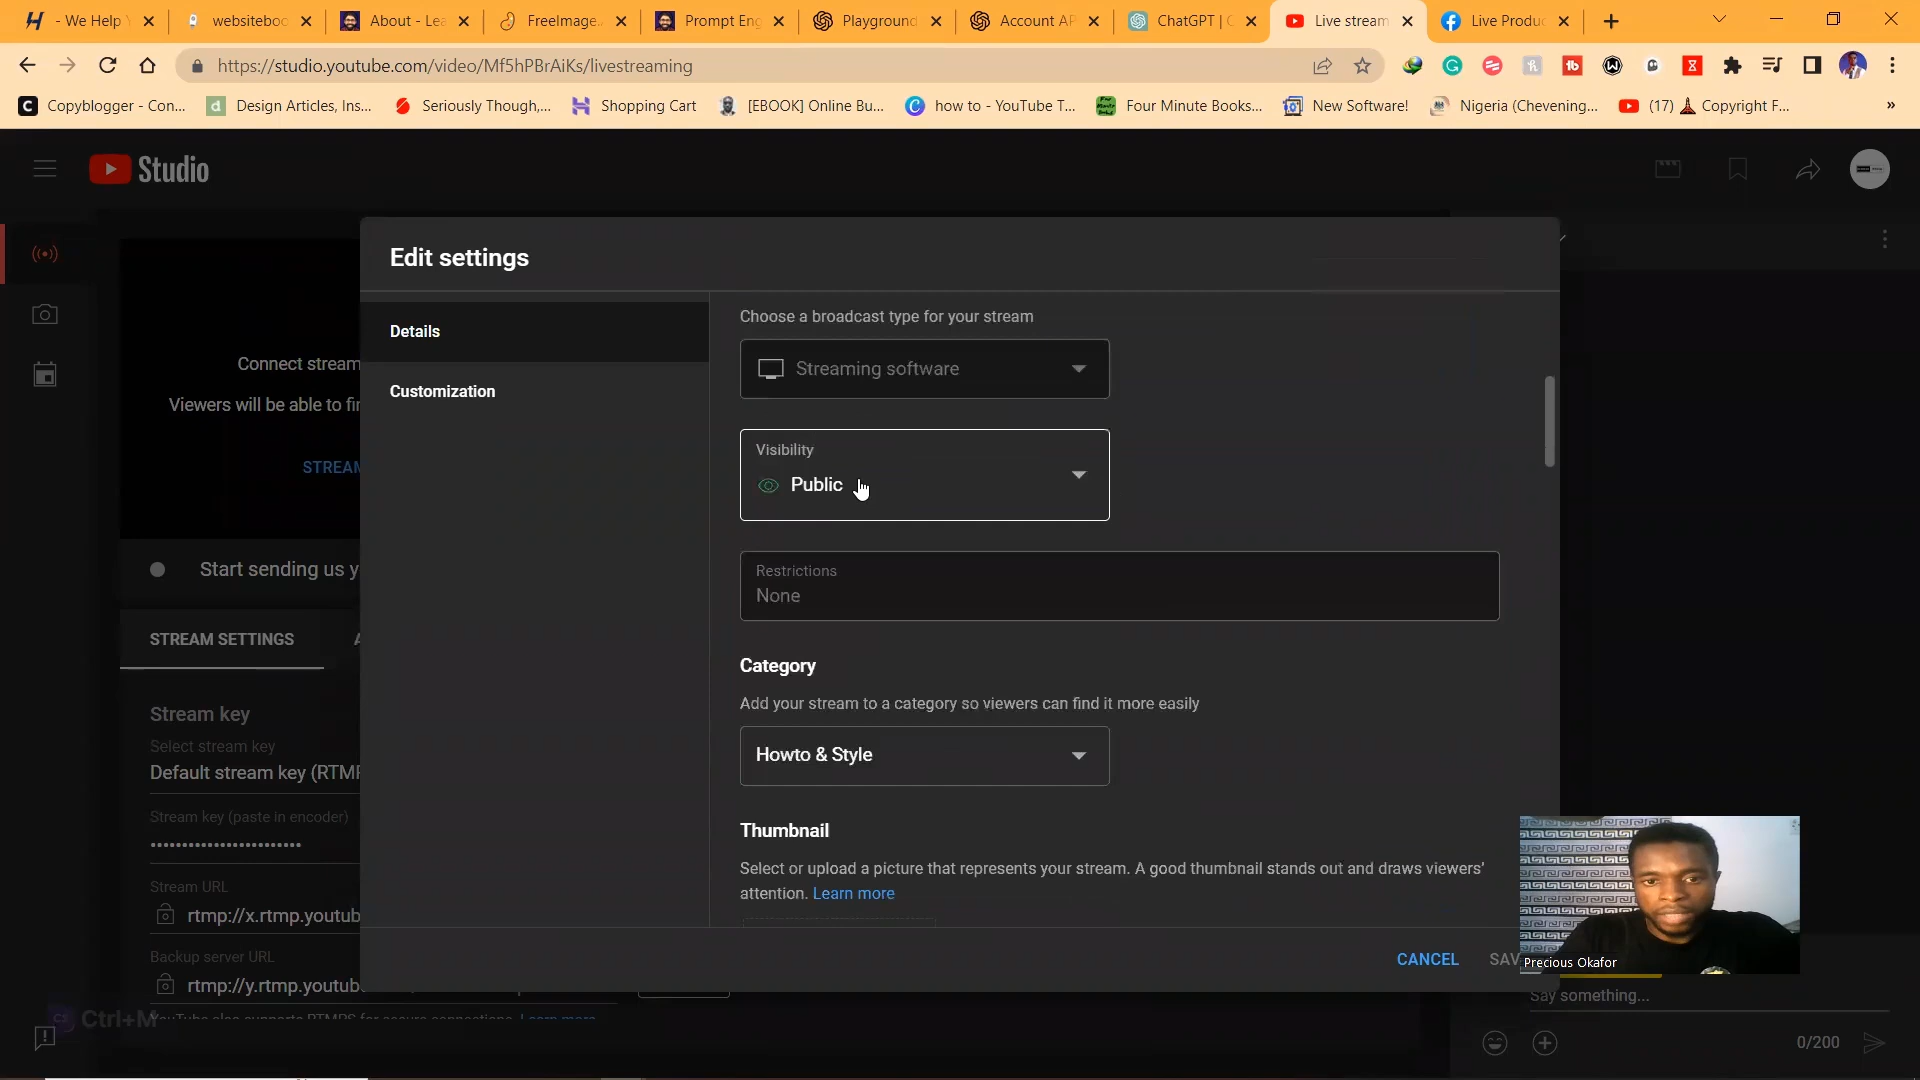 - We Help Y
websiteboo
About - Lea
FreeImage.
Prompt Eng
Playground
Account AP
ChatGPT | C
Live stream
Live Produc
https://studio.youtube.com/video/Mf5hPBrAiKs/livestreaming
Copyblogger - Con...
Design Articles, Ins...
Seriously Though,...
Shopping Cart
[EBOOK] Online Bu...
how to - YouTube T...
Four Minute Books...
New Software!
Nigeria (Chevening...
(17) Copyright F...
Studio
Edit settings
Details
Customization
Choose a broadcast type for your stream
Streaming software
Visibility
Public
Restrictions
None
Category
Add your stream to a category so viewers can find it more easily
Howto & Style
Thumbnail
Select or upload a picture that represents your stream. A good thumbnail stands out and draws viewers'
attention. Learn more
CANCEL
SAV
Connect stream
Viewers will be able to fin
STREAM
Start sending us y
STREAM SETTINGS
A
Stream key
Select stream key
Default stream key (RTMP
Stream key (paste in encoder)
Stream URL
rtmp://x.rtmp.youtub
Backup server URL
rtmp://y.rtmp.youtub
Ctrl+M
Precious Okafor
Say something...
0/200